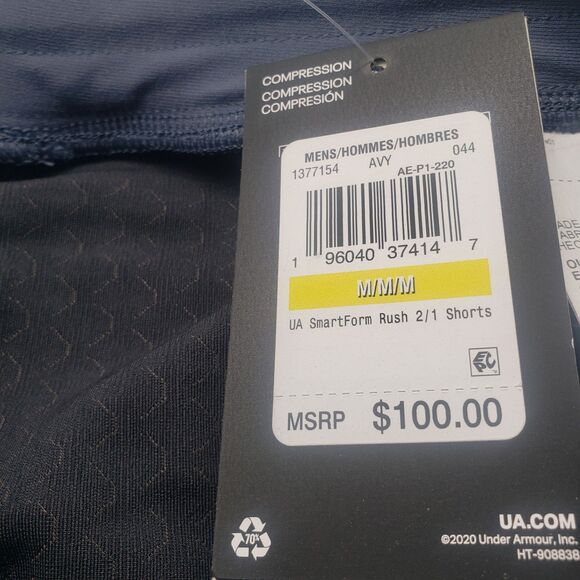 COMPRESSION
COMPRESSION
COMPRESIÓN
MENS/HOMMES/HOMBRES
1377154 AVY 044
AE-P1-220
1 96040 37414 7
M/M/M
UA SmartForm Rush 2/1 Shorts
EPC
MSRP $100.00
70%
UA.COM
©2020 Under Armour, Inc.
HT-908838